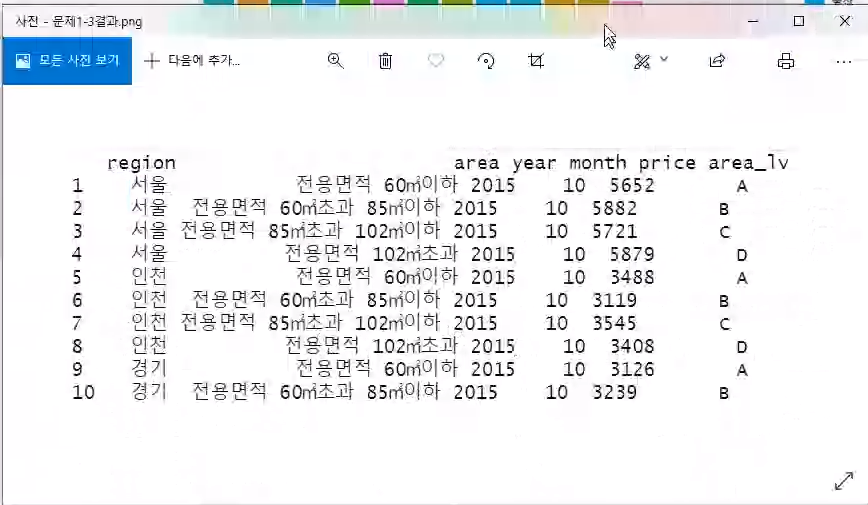 사진 - 문제1-3결과.png
모든 사진 보기 다음에 추가...
region area year month price area_lv
1 서울 전용면적 60㎡이하 2015 10 5652 A
2 서울 전용면적 60㎡초과 85㎡이하 2015 10 5882 B
3 서울 전용면적 85㎡초과 102㎡이하 2015 10 5721 C
4 서울 전용면적 102㎡초과 2015 10 5879 D
5 인천 전용면적 60㎡이하 2015 10 3488 A
6 인천 전용면적 60㎡초과 85㎡이하 2015 10 3119 B
7 인천 전용면적 85㎡초과 102㎡이하 2015 10 3545 C
8 인천 전용면적 102㎡초과 2015 10 3408 D
9 경기 전용면적 60㎡이하 2015 10 3126 A
10 경기 전용면적 60㎡초과 85㎡이하 2015 10 3239 B